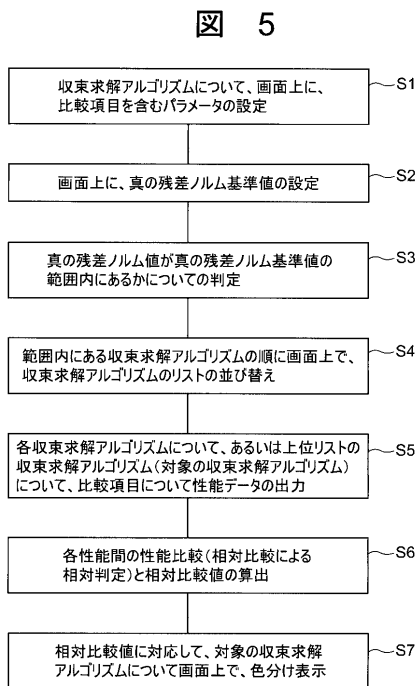 図 5
収束求解アルゴリズムについて、画面上に、
比較項目を含むパラメータの設定
S1
画面上に、真の残差ノルム基準値の設定
S2
真の残差ノルム値が真の残差ノルム基準値の
範囲内にあるかについての判定
S3
範囲内にある収束求解アルゴリズムの順に画面上で、
収束求解アルゴリズムのリストの並び替え
S4
各収束求解アルゴリズムについて、あるいは上位リストの
収束求解アルゴリズム(対象の収束求解アルゴリズム)
について、比較項目について性能データの出力
S5
各性能間の性能比較(相対比較による
相対判定)と相対比較値の算出
S6
相対比較値に対応して、対象の収束求解
アルゴリズムについて画面上で、色分け表示
S7